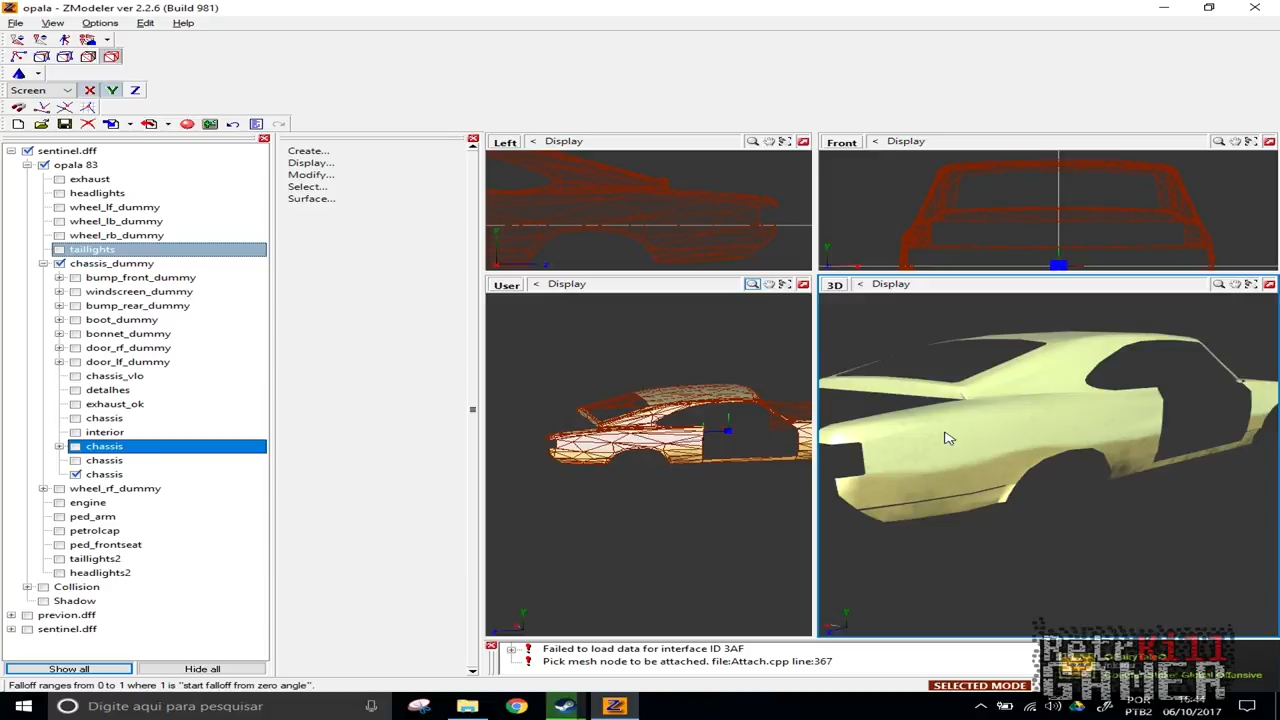 opala - ZModeler ver 2.2.6 (Build 981)
File View Options Edit Help
Screen X Y Z
sentinel.dff
opala 83
exhaust
headlights
wheel_lf_dummy
wheel_lb_dummy
wheel_rb_dummy
taillights
chassis_dummy
bump_front_dummy
windscreen_dummy
bump_rear_dummy
boot_dummy
bonnet_dummy
door_rf_dummy
door_lf_dummy
chassis_vlo
detalhes
exhaust_ok
chassis
interior
chassis
chassis
chassis
wheel_rf_dummy
engine
ped_arm
petrolcap
ped_frontseat
taillights2
headlights2
Collision
Shadow
previon.dff
sentinel.dff
Show all Hide all
Create...
Display...
Modify...
Select...
Surface...
Left < Display
Front < Display
User < Display
3D < Display
Failed to load data for interface ID 3AF
Pick mesh node to be attached. file:Attach.cpp line:367
Falloff ranges from 0 to 1 where 1 is "start falloff from zero angle".
SELECTED MODE
RetroKill
GAMER
Digite aqui para pesquisar
POR
PTB2
06/10/2017